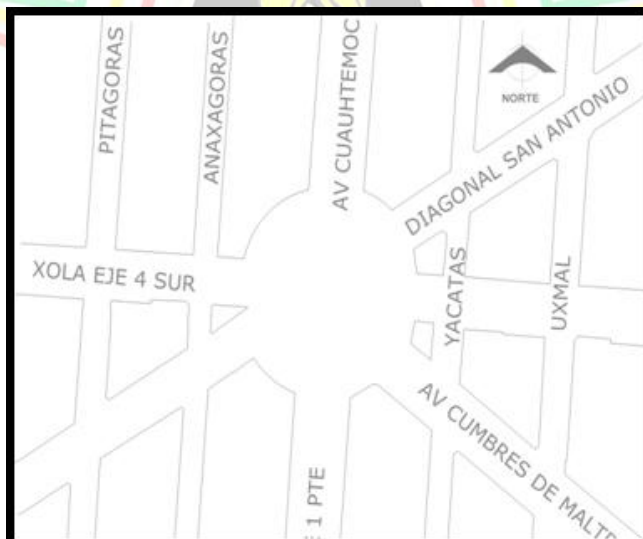 PITAGORAS
ANAXAGORAS
AV CUAUHTEMOC
NORTE
DIAGONAL SAN ANTONIO
XOLA EJE 4 SUR
YACATAS
UXMAL
AV CUMBRES DE MALT
E 1 PTE